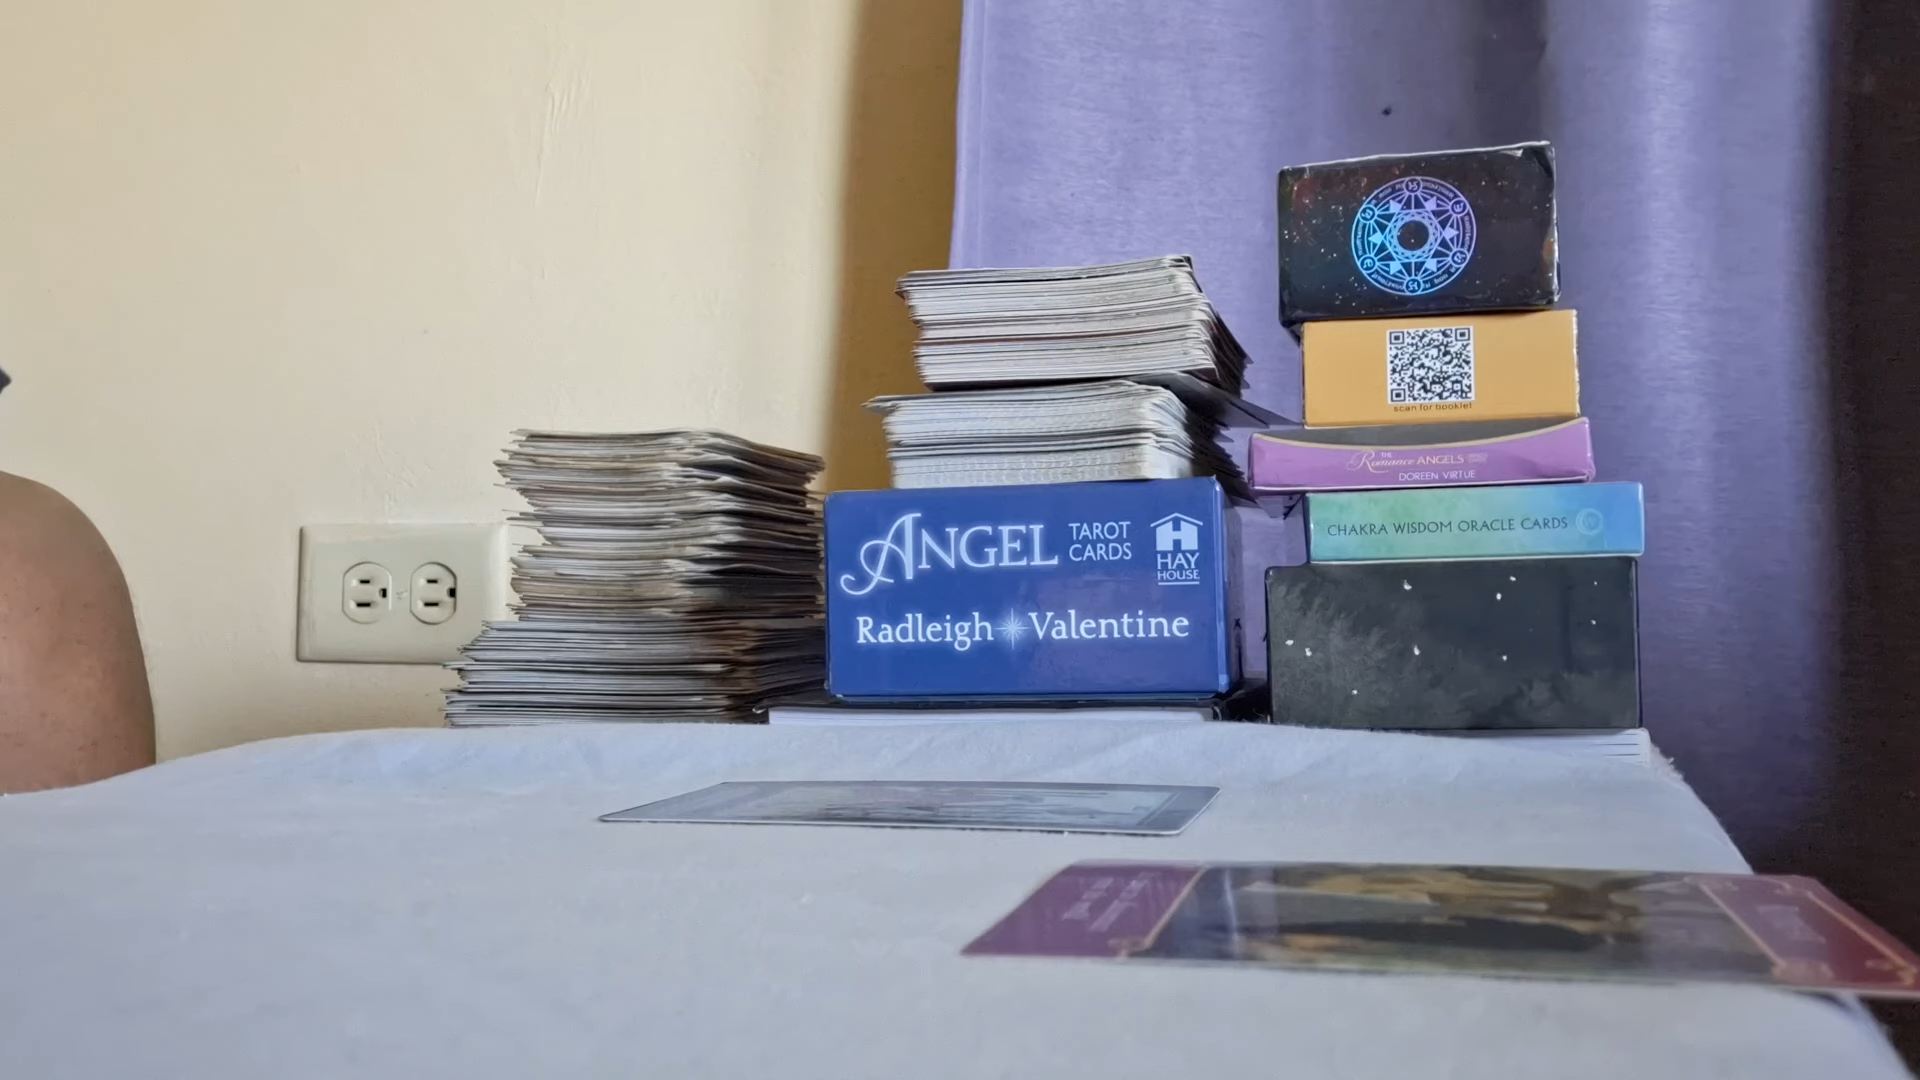 ANGEL TAROT CARDS
HAY HOUSE
Radleigh Valentine
scan for booklet
THE Romance ANGELS
DOREEN VIRTUE
CHAKRA WISDOM ORACLE CARDS